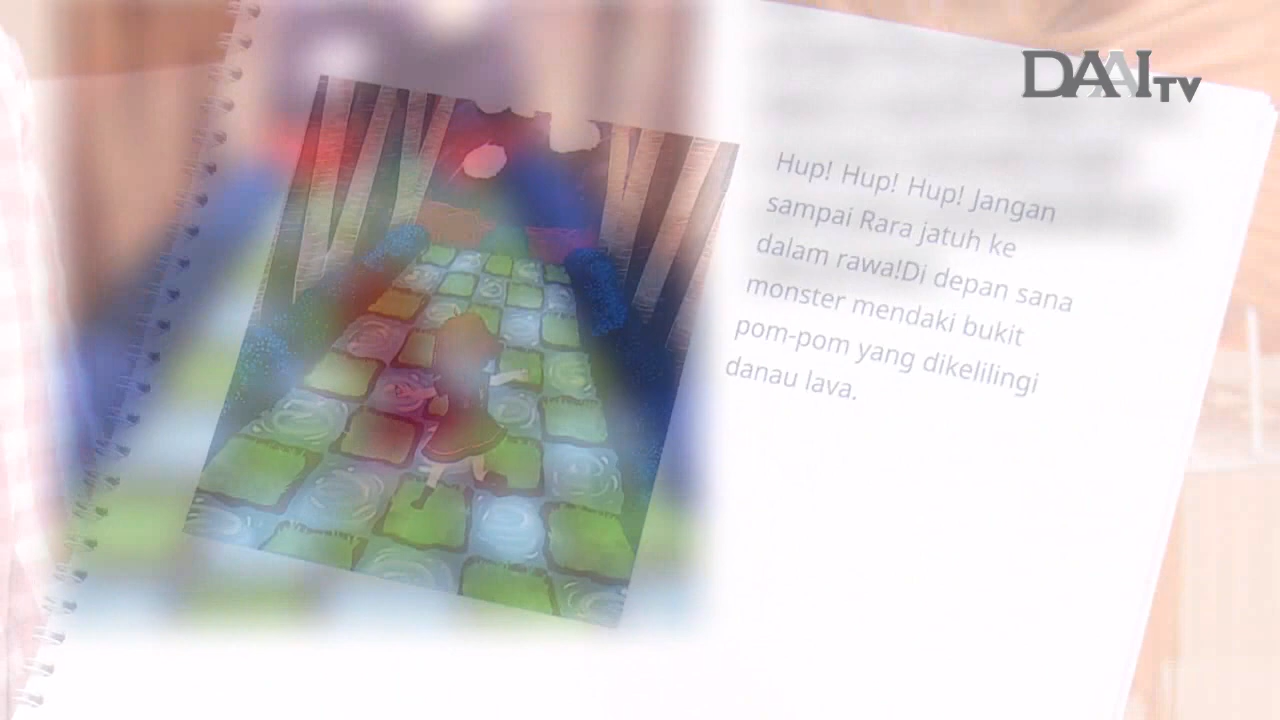 DAAI TV
Hup! Hup! Hup! Jangan
sampai Rara jatuh ke
dalam rawa!Di depan sana
monster mendaki bukit
pom-pom yang dikelilingi
danau lava.